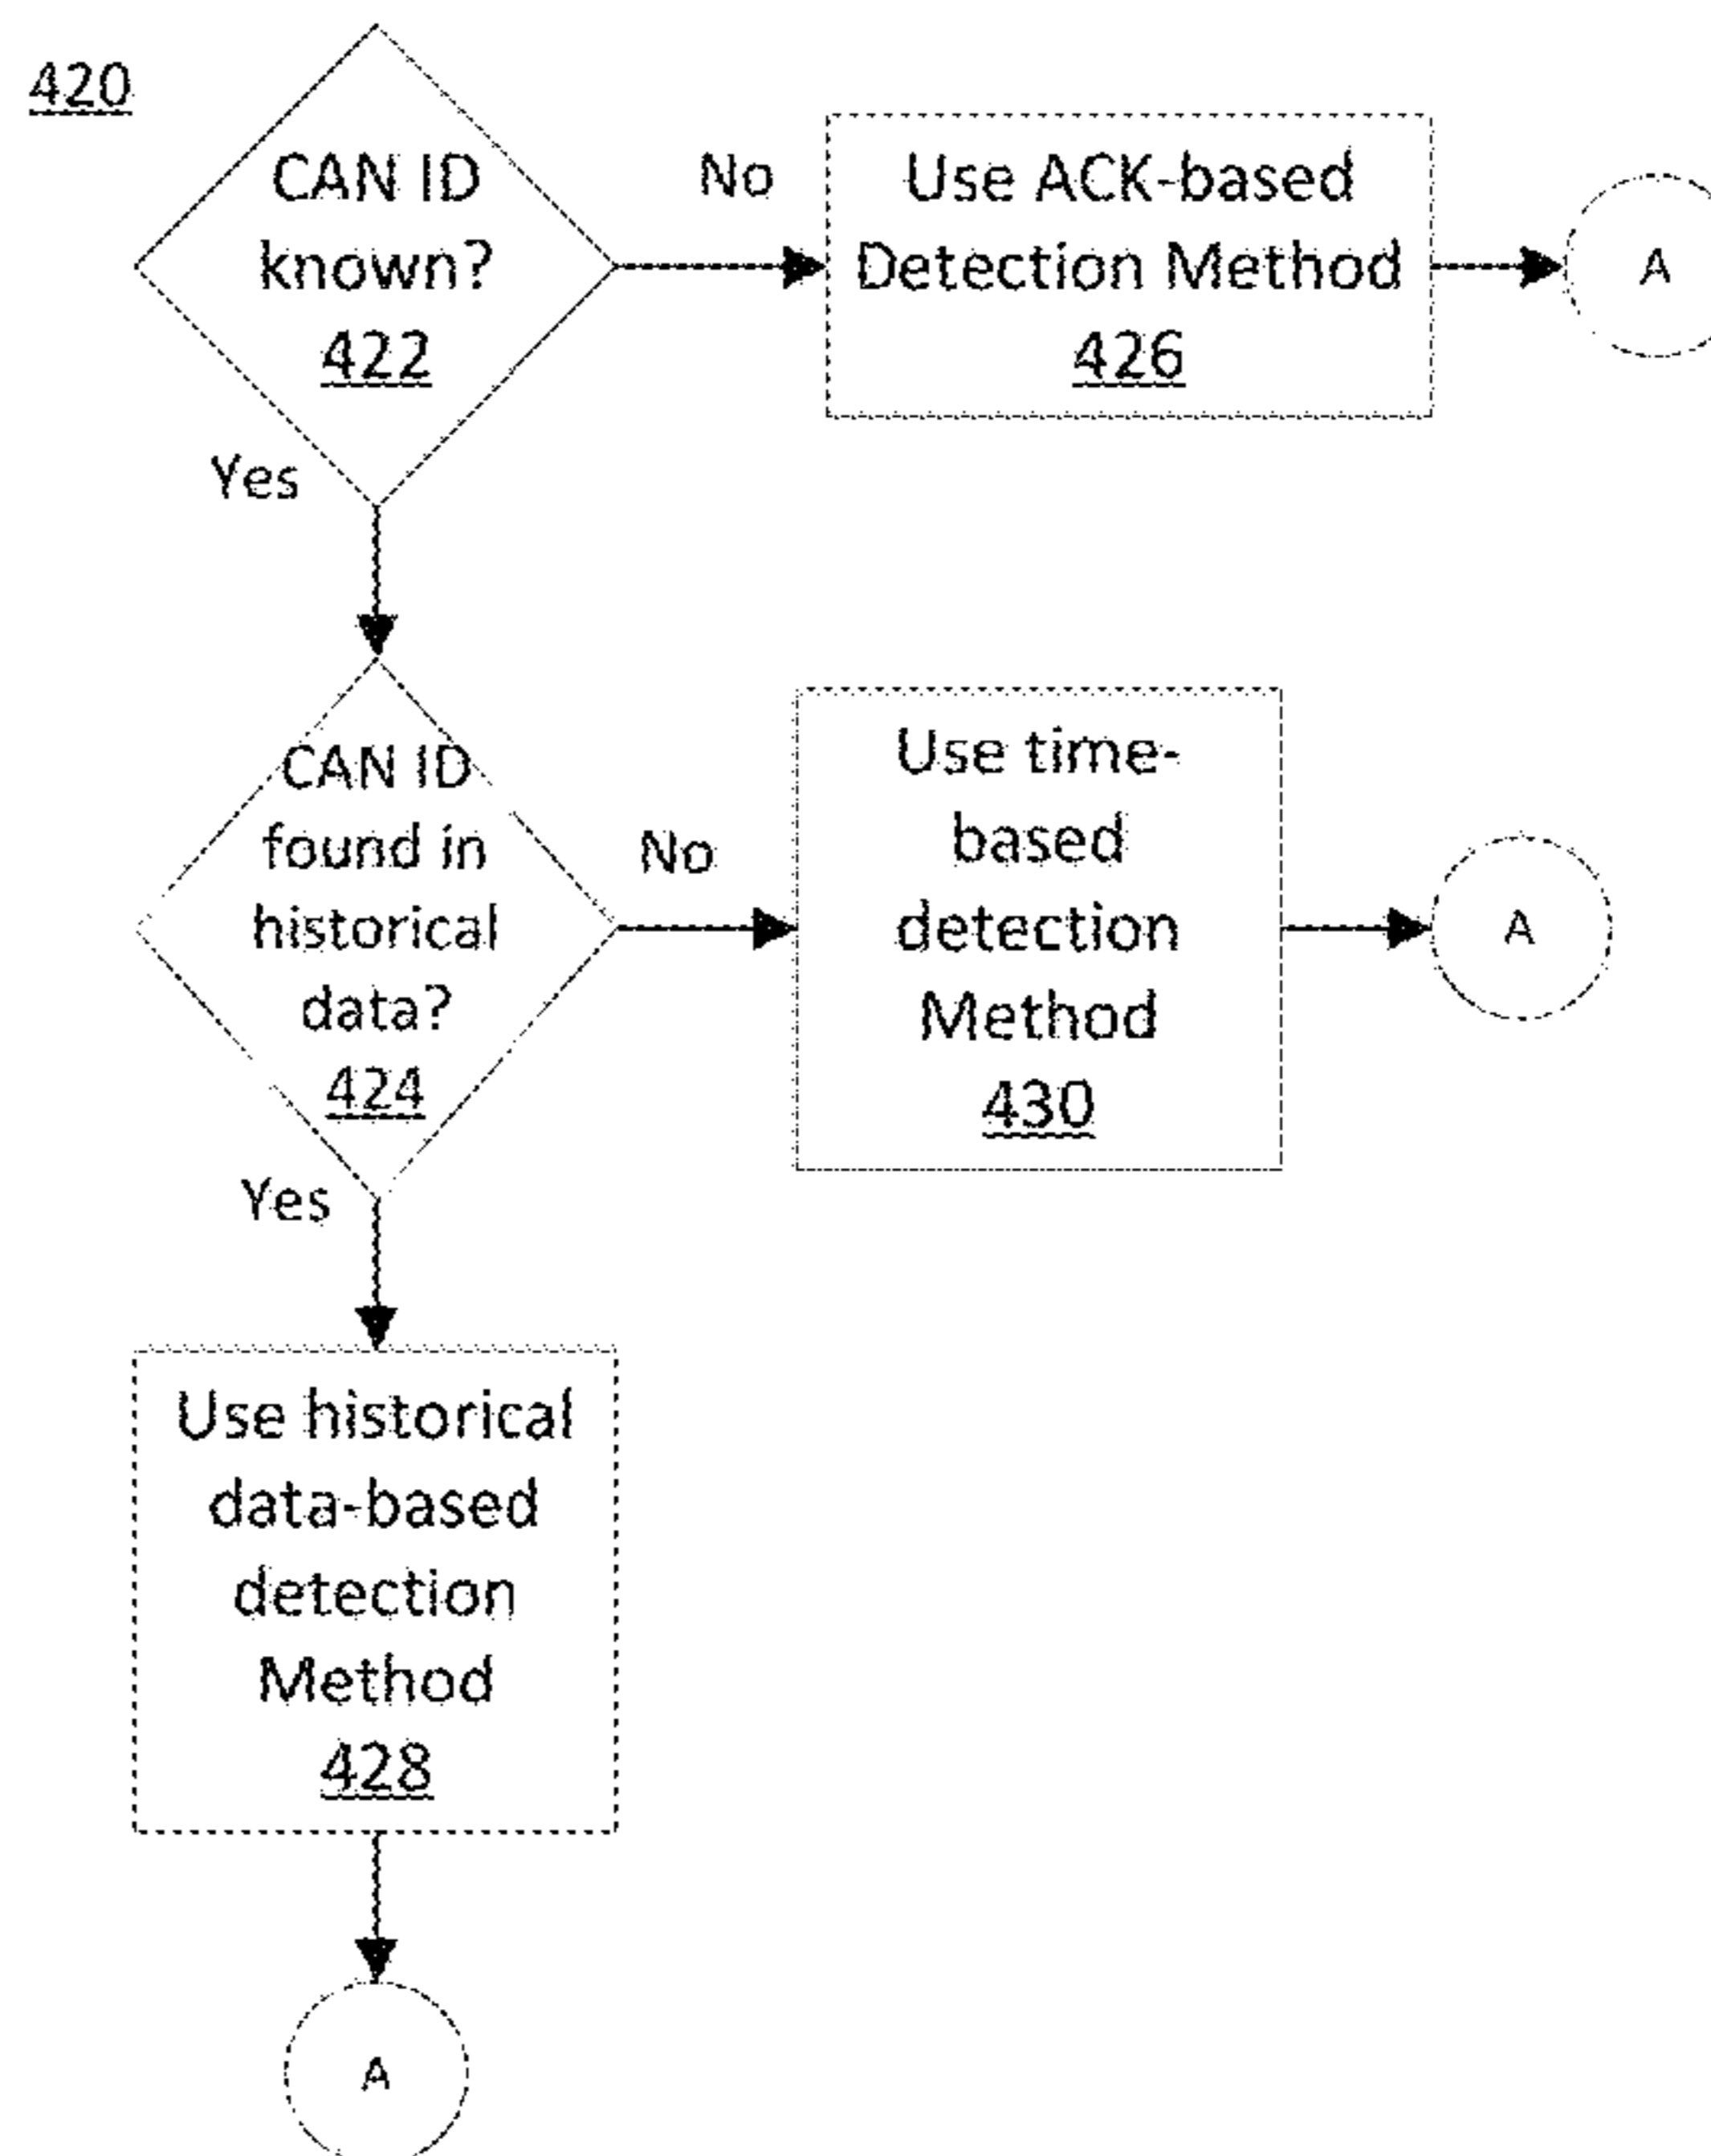 420
CAN ID
known?
422
No
Use ACK-based
Detection Method
426
A
Yes
CAN ID
found in
historical
data?
424
No
Use time-
based
detection
Method
430
A
Yes
Use historical
data-based
detection
Method
428
A